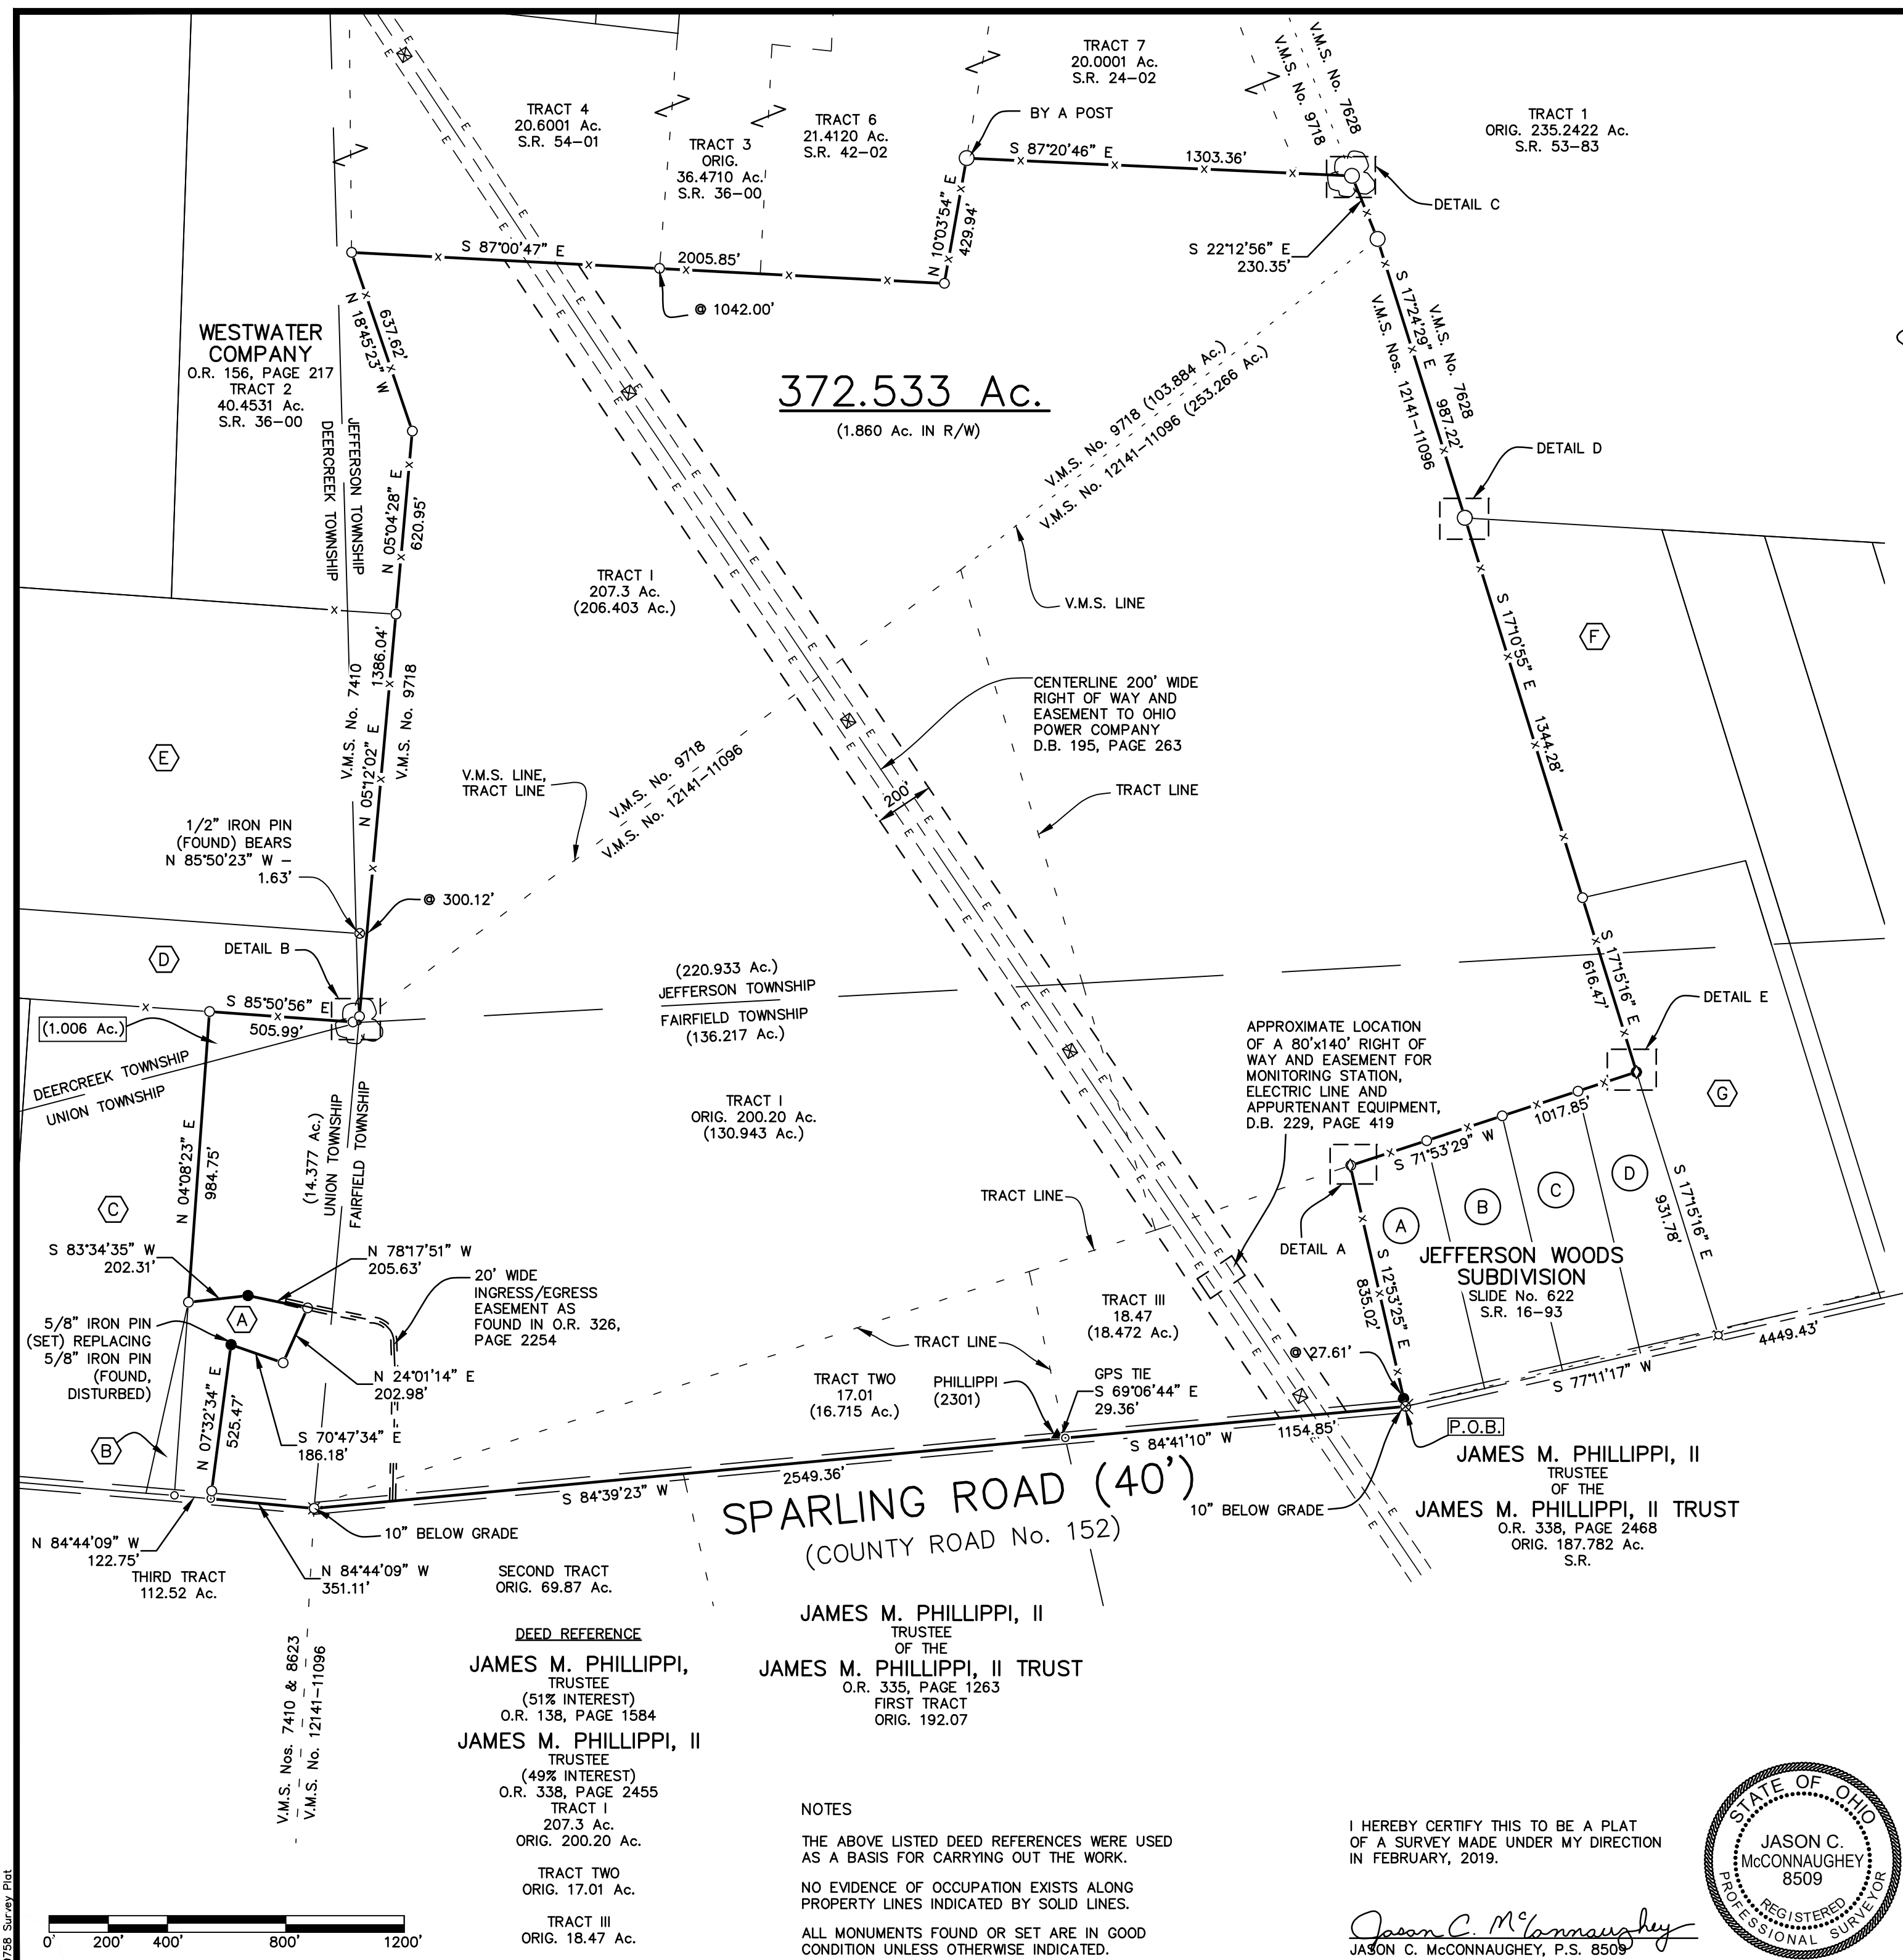 TRACT 7
20.0001 Ac.
S.R. 24-02
V.M.S. No. 7628
V.M.S. No. 9718
TRACT 4
20.6001 Ac.
S.R. 54-01
TRACT 3
ORIG.
36.4710 Ac.
S.R. 36-00
TRACT 6
21.4120 Ac.
S.R. 42-02
BY A POST
TRACT 1
ORIG. 235.2422 Ac.
S.R. 53-83
S 87°20'46" E
1303.36'
DETAIL C
N 10°03'54" E
429.94'
S 22°12'56" E
230.35'
S 87°00'47" E
2005.85'
@ 1042.00'
N 18°45'23" W
637.62'
WESTWATER
COMPANY
O.R. 156, PAGE 217
TRACT 2
40.4531 Ac.
S.R. 36-00
JEFFERSON TOWNSHIP
DEERCREEK TOWNSHIP
N 05°04'28" E
620.95'
372.533 Ac.
(1.860 Ac. IN R/W)
V.M.S. No. 9718 (103.884 Ac.)
V.M.S. No. 12141-11096 (253.266 Ac.)
S 17°24'29" E
987.22'
V.M.S. No. 7628
V.M.S. Nos. 12141-11096
DETAIL D
TRACT I
207.3 Ac.
(206.403 Ac.)
V.M.S. LINE
S 17°10'55" E
1344.28'
F
1386.04'
N 05°12'02" E
V.M.S. No. 7410
V.M.S. No. 9718
E
CENTERLINE 200' WIDE
RIGHT OF WAY AND
EASEMENT TO OHIO
POWER COMPANY
D.B. 195, PAGE 263
V.M.S. LINE,
TRACT LINE
V.M.S. No. 9718
V.M.S. No. 12141-11096
200'
TRACT LINE
1/2" IRON PIN
(FOUND) BEARS
N 85°50'23" W -
1.63'
@ 300.12'
DETAIL B
D
S 85°50'56" E
505.99'
(1.006 Ac.)
DEERCREEK TOWNSHIP
UNION TOWNSHIP
(220.933 Ac.)
JEFFERSON TOWNSHIP
FAIRFIELD TOWNSHIP
(136.217 Ac.)
S 17°15'16" E
616.47'
DETAIL E
APPROXIMATE LOCATION
OF A 80'x140' RIGHT OF
WAY AND EASEMENT FOR
MONITORING STATION,
ELECTRIC LINE AND
APPURTENANT EQUIPMENT,
D.B. 229, PAGE 419
TRACT I
ORIG. 200.20 Ac.
(130.943 Ac.)
(14.377 Ac.)
UNION TOWNSHIP
FAIRFIELD TOWNSHIP
N 04°08'23" E
984.75'
C
S 71°53'29" W
1017.85'
G
A
B
C
D
S 17°15'16" E
931.78'
TRACT LINE
DETAIL A
S 12°53'25" E
835.02'
JEFFERSON WOODS
SUBDIVISION
SLIDE No. 622
S.R. 16-93
4449.43'
S 77°11'17" W
S 83°34'35" W
202.31'
N 78°17'51" W
205.63'
A
20' WIDE
INGRESS/EGRESS
EASEMENT AS
FOUND IN O.R. 326,
PAGE 2254
5/8" IRON PIN
(SET) REPLACING
5/8" IRON PIN
(FOUND,
DISTURBED)
N 24°01'14" E
202.98'
N 07°32'34" E
525.47'
S 70°47'34" E
186.18'
B
TRACT LINE
TRACT III
18.47
(18.472 Ac.)
@ 27.61'
TRACT TWO
17.01
(16.715 Ac.)
PHILLIPPI
(2301)
GPS TIE
S 69°06'44" E
29.36'
P.O.B.
1154.85'
S 84°41'10" W
2549.36'
S 84°39'23" W
SPARLING ROAD (40')
(COUNTY ROAD No. 152)
10" BELOW GRADE
10" BELOW GRADE
JAMES M. PHILLIPPI, II
TRUSTEE
OF THE
JAMES M. PHILLIPPI, II TRUST
O.R. 338, PAGE 2468
ORIG. 187.782 Ac.
S.R.
N 84°44'09" W
122.75'
THIRD TRACT
112.52 Ac.
N 84°44'09" W
351.11'
SECOND TRACT
ORIG. 69.87 Ac.
V.M.S. Nos. 7410 & 8623
V.M.S. No. 12141-11096
DEED REFERENCE
JAMES M. PHILLIPPI,
TRUSTEE
(51% INTEREST)
O.R. 138, PAGE 1584
JAMES M. PHILLIPPI, II
TRUSTEE
(49% INTEREST)
O.R. 338, PAGE 2455
TRACT I
207.3 Ac.
ORIG. 200.20 Ac.
TRACT TWO
ORIG. 17.01 Ac.
TRACT III
ORIG. 18.47 Ac.
JAMES M. PHILLIPPI, II
TRUSTEE
OF THE
JAMES M. PHILLIPPI, II TRUST
O.R. 335, PAGE 1263
FIRST TRACT
ORIG. 192.07
NOTES
THE ABOVE LISTED DEED REFERENCES WERE USED
AS A BASIS FOR CARRYING OUT THE WORK.
NO EVIDENCE OF OCCUPATION EXISTS ALONG
PROPERTY LINES INDICATED BY SOLID LINES.
ALL MONUMENTS FOUND OR SET ARE IN GOOD
CONDITION UNLESS OTHERWISE INDICATED.
I HEREBY CERTIFY THIS TO BE A PLAT
OF A SURVEY MADE UNDER MY DIRECTION
IN FEBRUARY, 2019.
Jason C. McConnaughey
JASON C. McCONNAUGHEY, P.S. 8509
STATE OF OHIO
JASON C.
McCONNAUGHEY
8509
REGISTERED
PROFESSIONAL SURVEYOR
0' 200' 400' 800' 1200'
Survey Plat